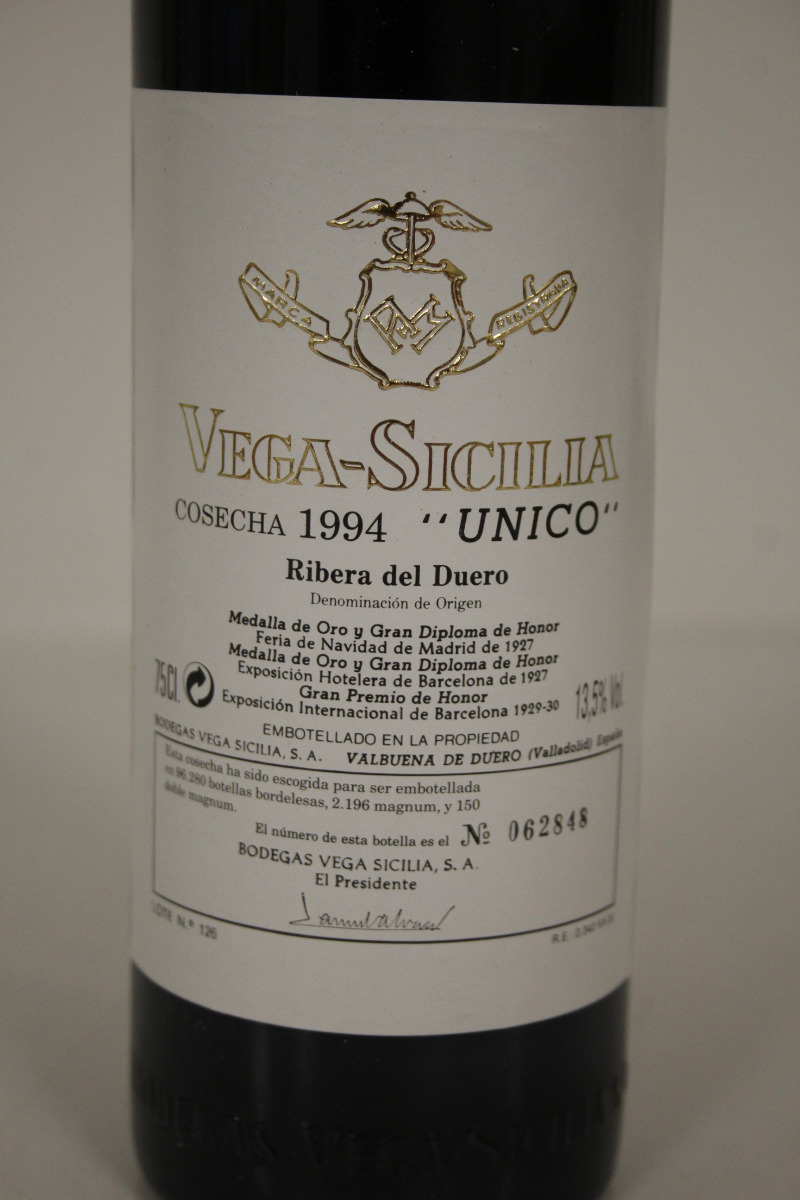 MARCA
REGISTRADA
VEGA-SICILIA
COSECHA 1994 "UNICO"
Ribera del Duero
Denominación de Origen
Medalla de Oro y Gran Diploma de Honor
Feria de Navidad de Madrid de 1927
Medalla de Oro y Gran Diploma de Honor
Exposición Hotelera de Barcelona de 1927
Gran Premio de Honor
Exposición Internacional de Barcelona 1929-30
75Cl.
13,5% Vol.
EMBOTELLADO EN LA PROPIEDAD
BODEGAS VEGA SICILIA, S. A. VALBUENA DE DUERO (Valladolid) España
Esta cosecha ha sido escogida para ser embotellada
en 96.280 botellas bordelesas, 2.196 magnum, y 150
doble magnum.
El número de esta botella es el Nº 062848
BODEGAS VEGA SICILIA, S. A.
El Presidente
LOTE N.º 126
R.E.
BODEGAS VEGA SICILIA